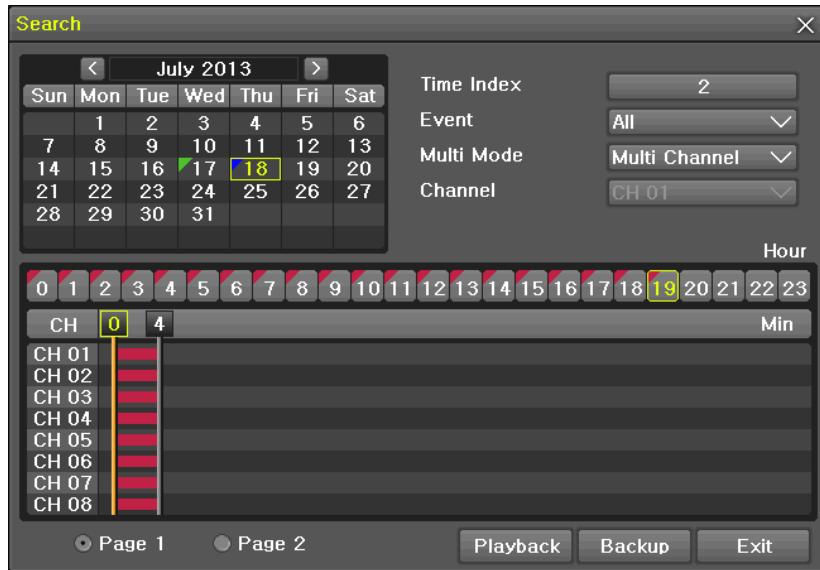 Search
July 2013
Sun Mon Tue Wed Thu Fri Sat
1 2 3 4 5 6
7 8 9 10 11 12 13
14 15 16 17 18 19 20
21 22 23 24 25 26 27
28 29 30 31
Time Index 2
Event All
Multi Mode Multi Channel
Channel CH 01
Hour
0 1 2 3 4 5 6 7 8 9 10 11 12 13 14 15 16 17 18 19 20 21 22 23
CH 0 4 Min
CH 01
CH 02
CH 03
CH 04
CH 05
CH 06
CH 07
CH 08
Page 1 Page 2 Playback Backup Exit